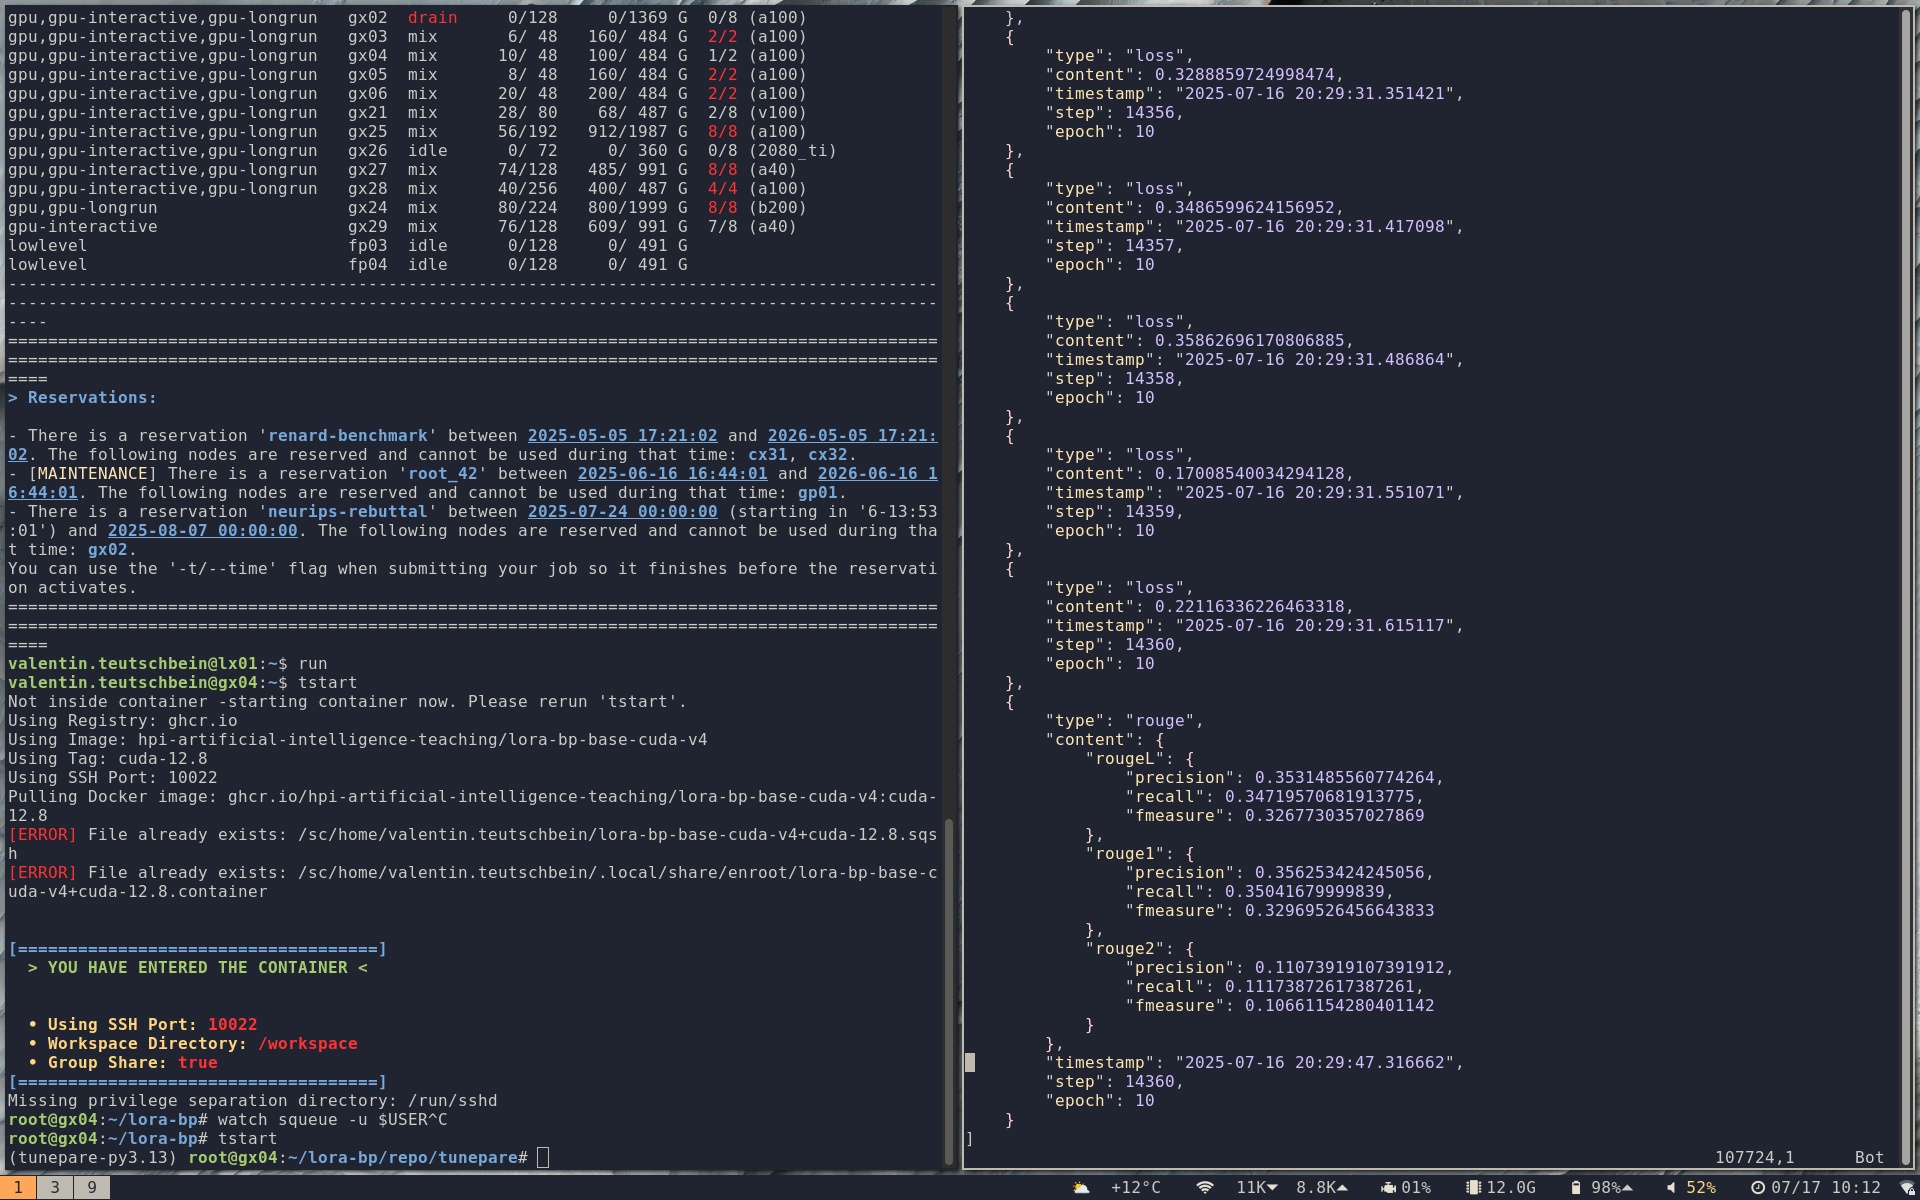 gpu,gpu-interactive,gpu-longrun   gx02  drain     0/128     0/1369 G  0/8 (a100)
gpu,gpu-interactive,gpu-longrun   gx03  mix       6/ 48   160/ 484 G  2/2 (a100)
gpu,gpu-interactive,gpu-longrun   gx04  mix      10/ 48   100/ 484 G  1/2 (a100)
gpu,gpu-interactive,gpu-longrun   gx05  mix       8/ 48   160/ 484 G  2/2 (a100)
gpu,gpu-interactive,gpu-longrun   gx06  mix      20/ 48   200/ 484 G  2/2 (a100)
gpu,gpu-interactive,gpu-longrun   gx21  mix      28/ 80    68/ 487 G  2/8 (v100)
gpu,gpu-interactive,gpu-longrun   gx25  mix      56/192   912/1987 G  8/8 (a100)
gpu,gpu-interactive,gpu-longrun   gx26  idle      0/ 72     0/ 360 G  0/8 (2080_ti)
gpu,gpu-interactive,gpu-longrun   gx27  mix      74/128   485/ 991 G  8/8 (a40)
gpu,gpu-interactive,gpu-longrun   gx28  mix      40/256   400/ 487 G  4/4 (a100)
gpu,gpu-longrun                   gx24  mix      80/224   800/1999 G  8/8 (b200)
gpu-interactive                   gx29  mix      76/128   609/ 991 G  7/8 (a40)
lowlevel                          fp03  idle      0/128     0/ 491 G
lowlevel                          fp04  idle      0/128     0/ 491 G
---------------------------------------------------------------------------------------------
---------------------------------------------------------------------------------------------
----
=============================================================================================
=============================================================================================
====
> Reservations:
- There is a reservation 'renard-benchmark' between 2025-05-05 17:21:02 and 2026-05-05 17:21:
02. The following nodes are reserved and cannot be used during that time: cx31, cx32.
- [MAINTENANCE] There is a reservation 'root_42' between 2025-06-16 16:44:01 and 2026-06-16 1
6:44:01. The following nodes are reserved and cannot be used during that time: gp01.
- There is a reservation 'neurips-rebuttal' between 2025-07-24 00:00:00 (starting in '6-13:53
:01') and 2025-08-07 00:00:00. The following nodes are reserved and cannot be used during tha
t time: gx02.
You can use the '-t/--time' flag when submitting your job so it finishes before the reservati
on activates.
=============================================================================================
=============================================================================================
====
valentin.teutschbein@lx01:~$ run
valentin.teutschbein@gx04:~$ tstart
Not inside container -starting container now. Please rerun 'tstart'.
Using Registry: ghcr.io
Using Image: hpi-artificial-intelligence-teaching/lora-bp-base-cuda-v4
Using Tag: cuda-12.8
Using SSH Port: 10022
Pulling Docker image: ghcr.io/hpi-artificial-intelligence-teaching/lora-bp-base-cuda-v4:cuda-
12.8
[ERROR] File already exists: /sc/home/valentin.teutschbein/lora-bp-base-cuda-v4+cuda-12.8.sqs
h
[ERROR] File already exists: /sc/home/valentin.teutschbein/.local/share/enroot/lora-bp-base-c
uda-v4+cuda-12.8.container
[====================================]
  > YOU HAVE ENTERED THE CONTAINER <
  • Using SSH Port: 10022
  • Workspace Directory: /workspace
  • Group Share: true
[====================================]
Missing privilege separation directory: /run/sshd
root@gx04:~/lora-bp# watch squeue -u $USER^C
root@gx04:~/lora-bp# tstart
(tunepare-py3.13) root@gx04:~/lora-bp/repo/tunepare#
    },
    {
        "type": "loss",
        "content": 0.3288859724998474,
        "timestamp": "2025-07-16 20:29:31.351421",
        "step": 14356,
        "epoch": 10
    },
    {
        "type": "loss",
        "content": 0.3486599624156952,
        "timestamp": "2025-07-16 20:29:31.417098",
        "step": 14357,
        "epoch": 10
    },
    {
        "type": "loss",
        "content": 0.35862696170806885,
        "timestamp": "2025-07-16 20:29:31.486864",
        "step": 14358,
        "epoch": 10
    },
    {
        "type": "loss",
        "content": 0.17008540034294128,
        "timestamp": "2025-07-16 20:29:31.551071",
        "step": 14359,
        "epoch": 10
    },
    {
        "type": "loss",
        "content": 0.22116336226463318,
        "timestamp": "2025-07-16 20:29:31.615117",
        "step": 14360,
        "epoch": 10
    },
    {
        "type": "rouge",
        "content": {
            "rougeL": {
                "precision": 0.3531485560774264,
                "recall": 0.34719570681913775,
                "fmeasure": 0.3267730357027869
            },
            "rouge1": {
                "precision": 0.356253424245056,
                "recall": 0.35041679999839,
                "fmeasure": 0.32969526456643833
            },
            "rouge2": {
                "precision": 0.11073919107391912,
                "recall": 0.11173872617387261,
                "fmeasure": 0.10661154280401142
            }
        },
        "timestamp": "2025-07-16 20:29:47.316662",
        "step": 14360,
        "epoch": 10
    }
]
107724,1      Bot
1 3 9 +12°C 11K 8.8K 01% 12.0G 98% 52% 07/17 10:12